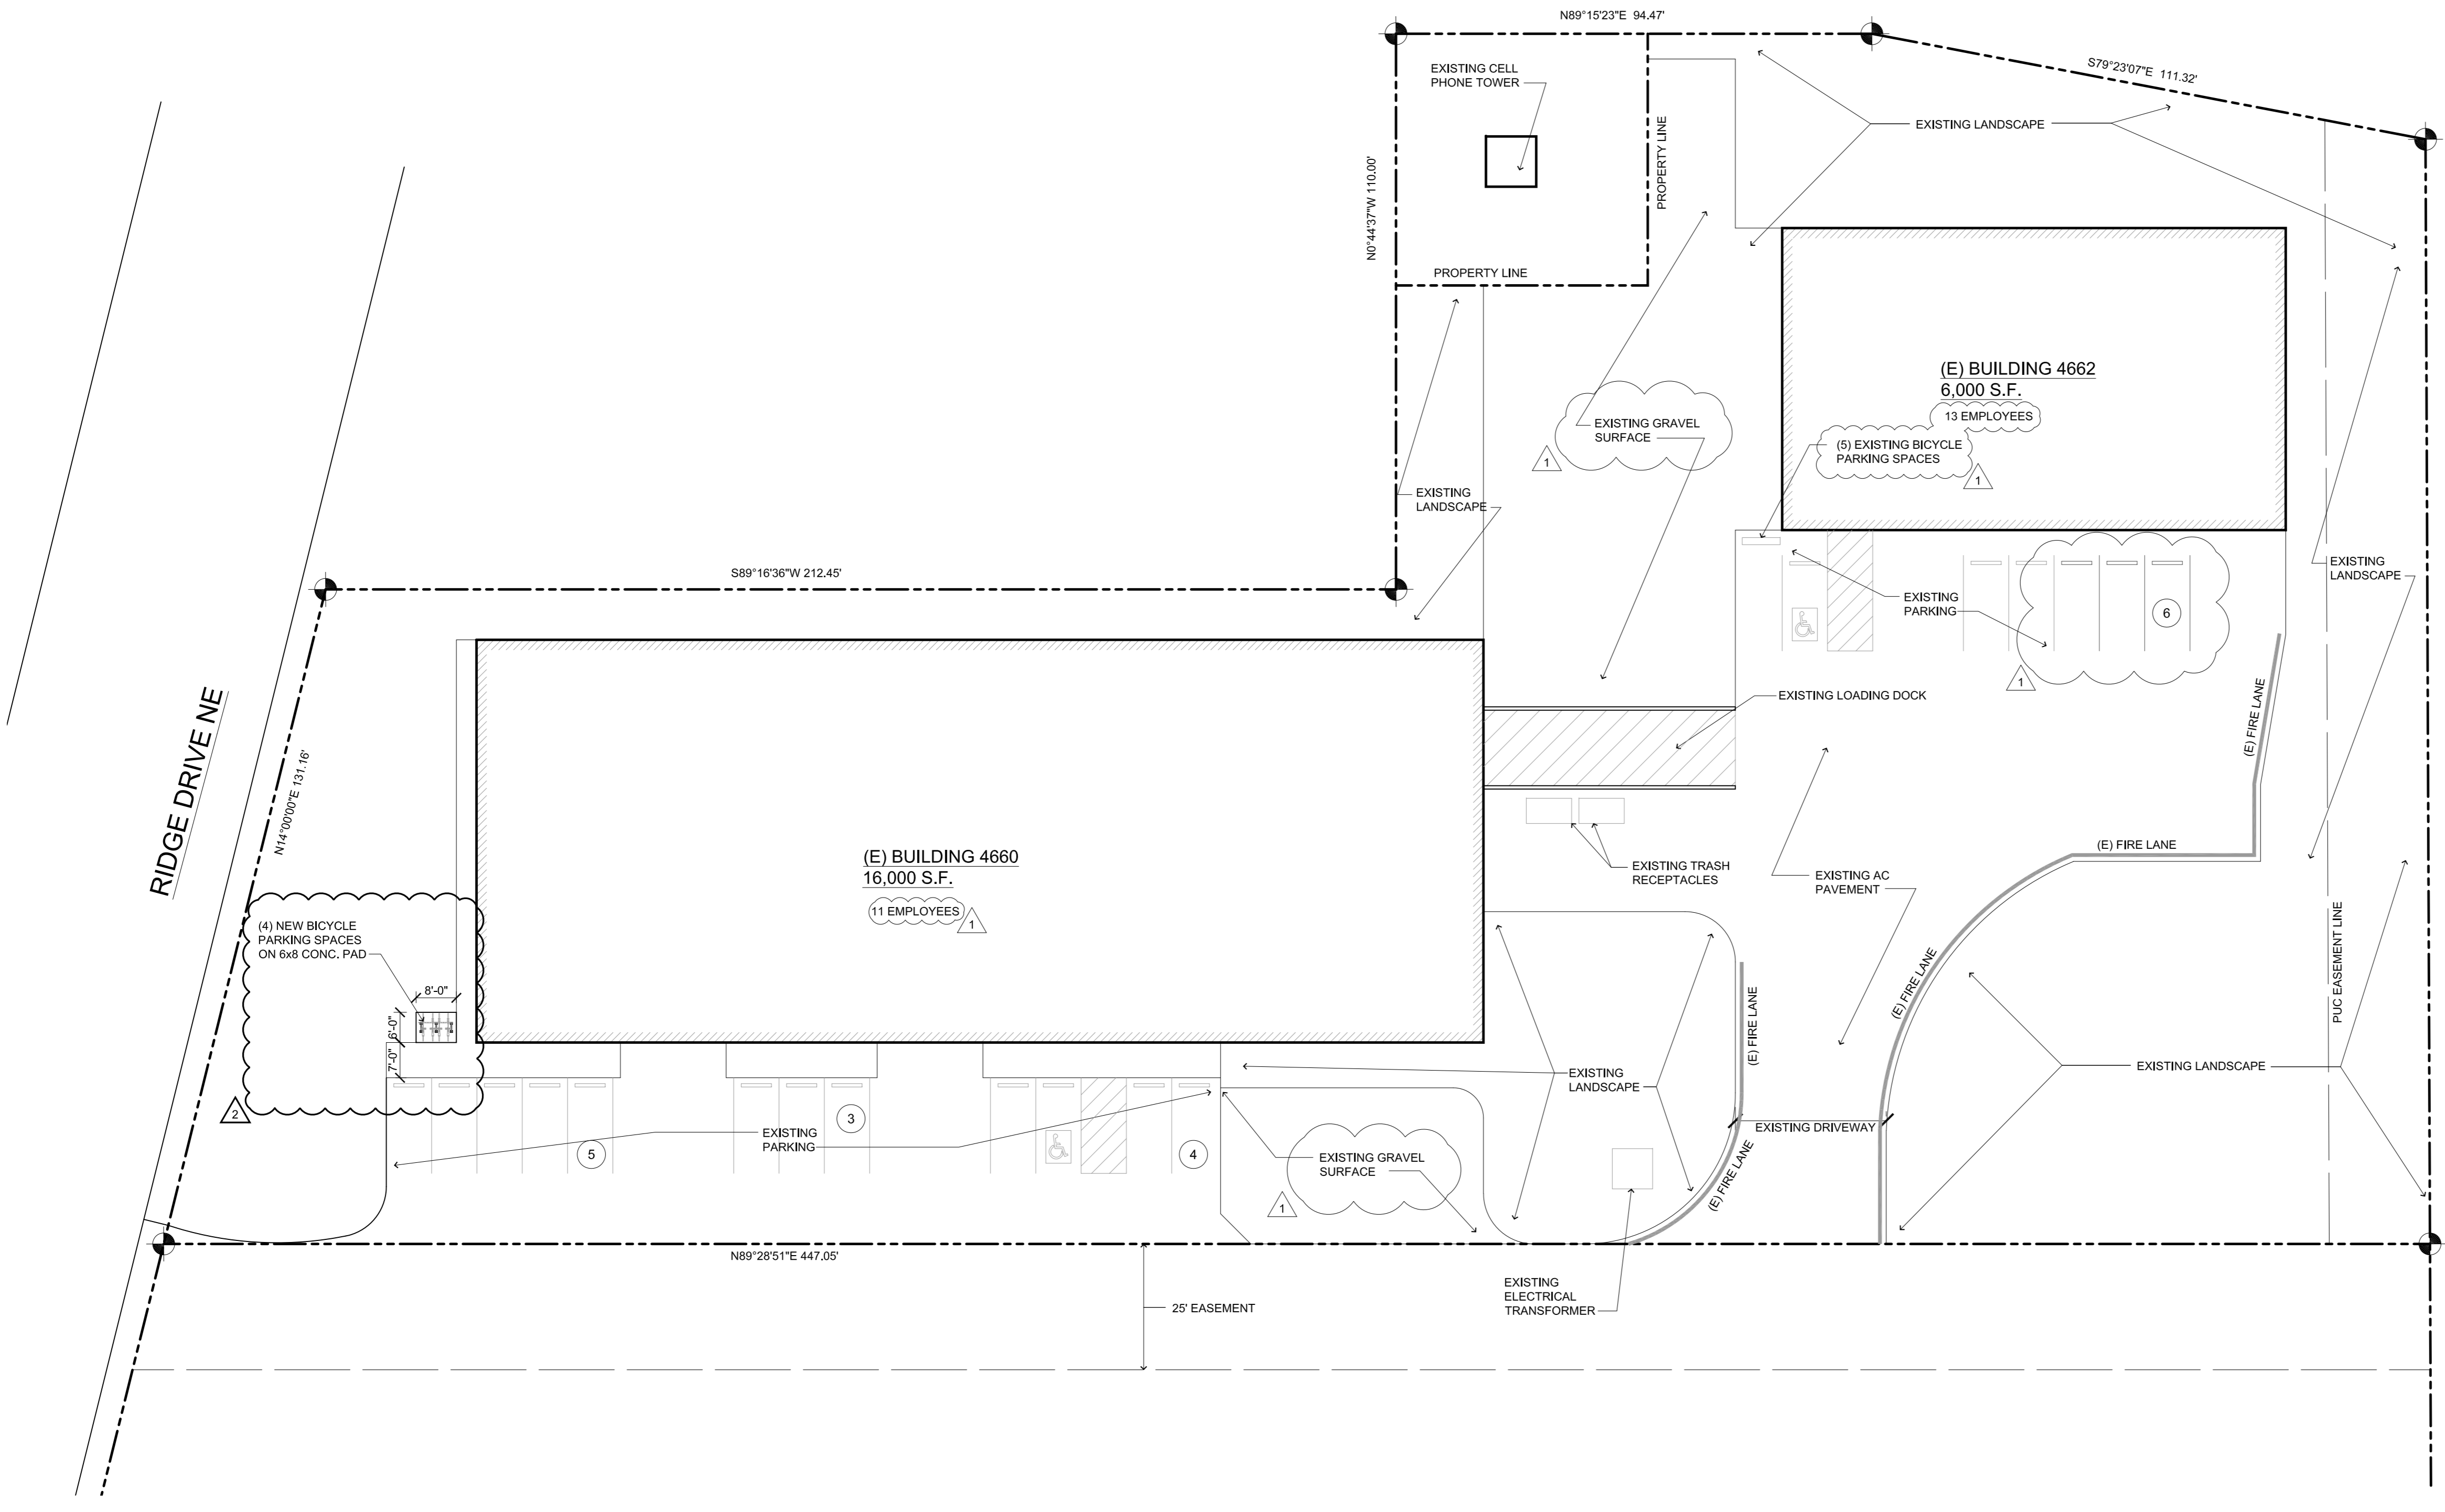 N89°15'23"E  94.47'
S79°23'07"E  111.32'
EXISTING CELL
PHONE TOWER
EXISTING LANDSCAPE
PROPERTY LINE
N0°44'37"W 110.00'
PROPERTY LINE
(E) BUILDING 4662
6,000 S.F.
13 EMPLOYEES
(5) EXISTING BICYCLE
PARKING SPACES
1
EXISTING GRAVEL
SURFACE
1
EXISTING
LANDSCAPE
EXISTING
LANDSCAPE
S89°16'36"W 212.45'
EXISTING
PARKING
6
1
EXISTING LOADING DOCK
(E) FIRE LANE
RIDGE DRIVE NE
N14°00'00"E 131.16'
(E) BUILDING 4660
16,000 S.F.
11 EMPLOYEES
1
EXISTING TRASH
RECEPTACLES
EXISTING AC
PAVEMENT
(E) FIRE LANE
(E) FIRE LANE
PUC EASEMENT LINE
(4) NEW BICYCLE
PARKING SPACES
ON 6x8 CONC. PAD
8'-0"
6'-0"
7'-0"
2
(E) FIRE LANE
EXISTING
LANDSCAPE
EXISTING LANDSCAPE
EXISTING DRIVEWAY
(E) FIRE LANE
3
EXISTING
PARKING
5
4
EXISTING GRAVEL
SURFACE
1
N89°28'51"E 447.05'
25' EASEMENT
EXISTING
ELECTRICAL
TRANSFORMER